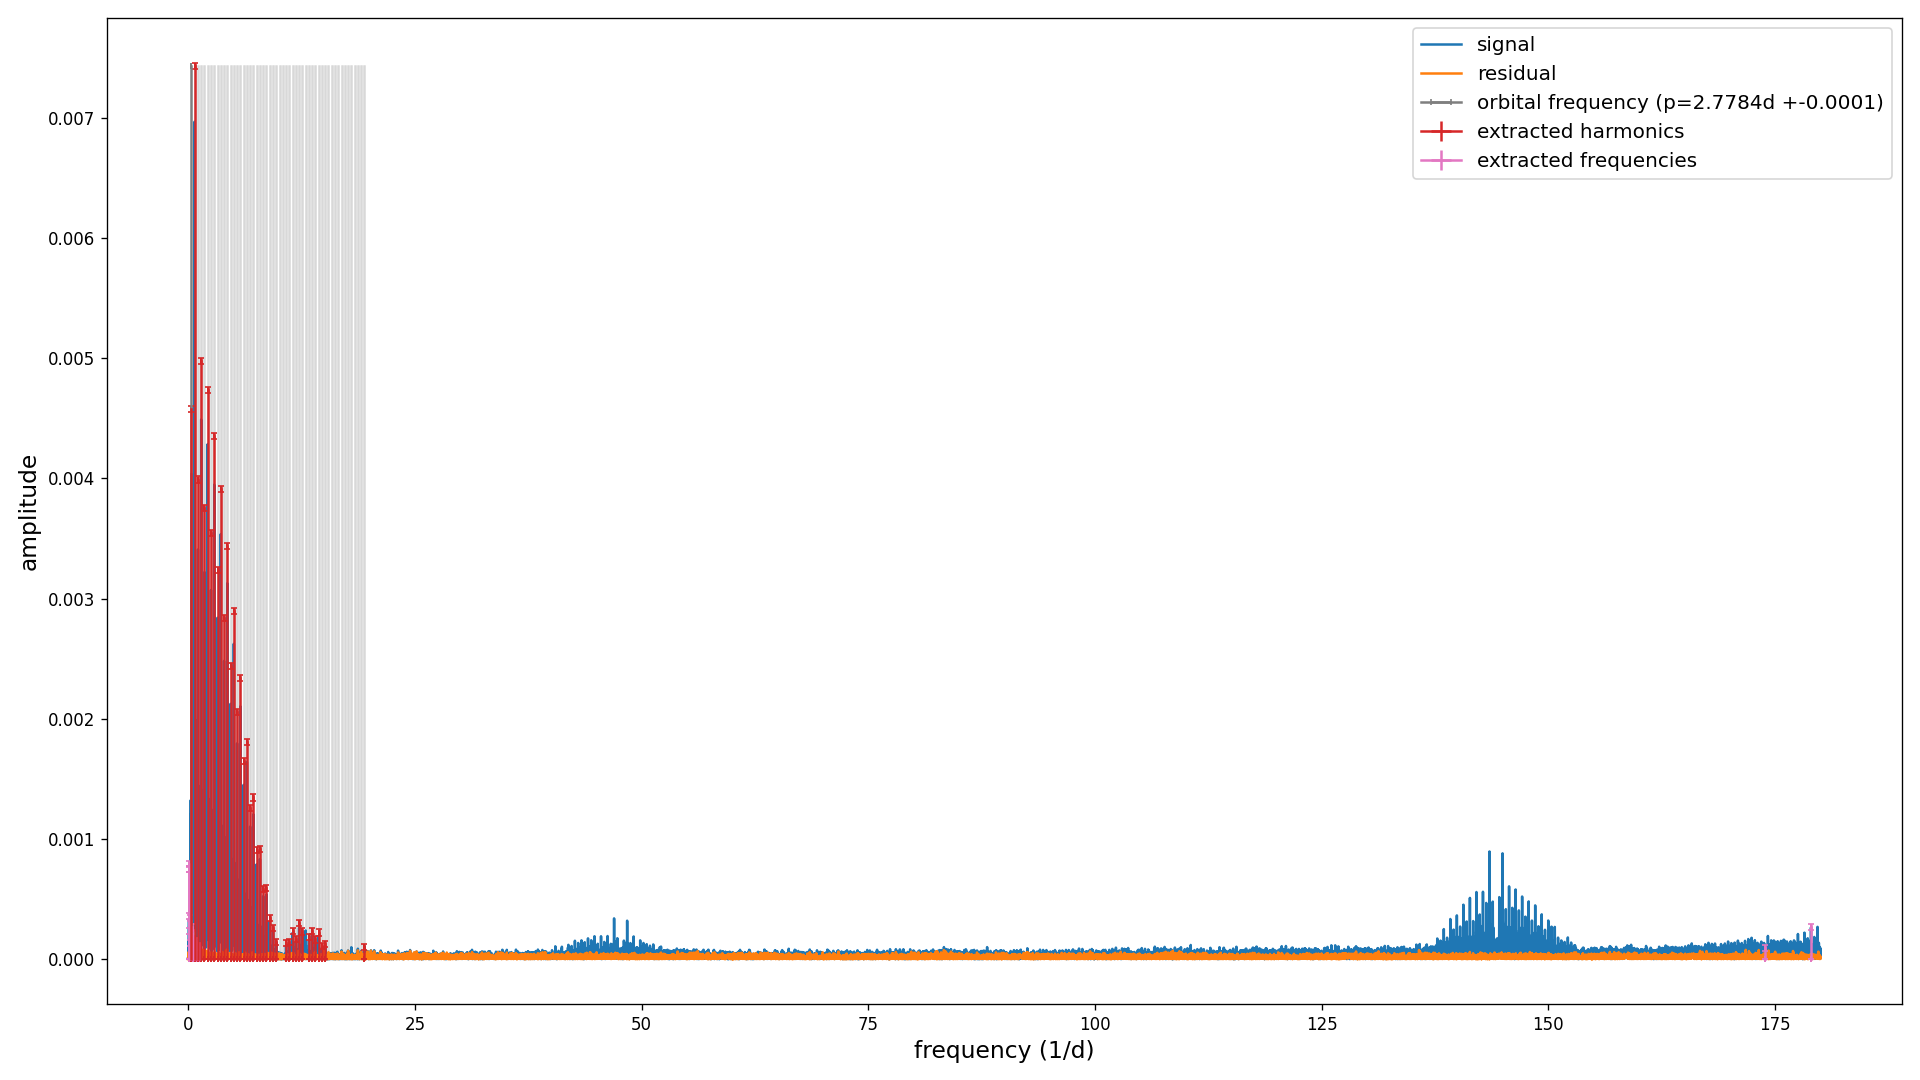 signal
residual
orbital frequency (p=2.7784d +-0.0001)
extracted harmonics
extracted frequencies
0.007
0.006
0.005
0.004
0.003
0.002
0.001
0.000
amplitude
0 25 50 75 100 125 150 175
frequency (1/d)